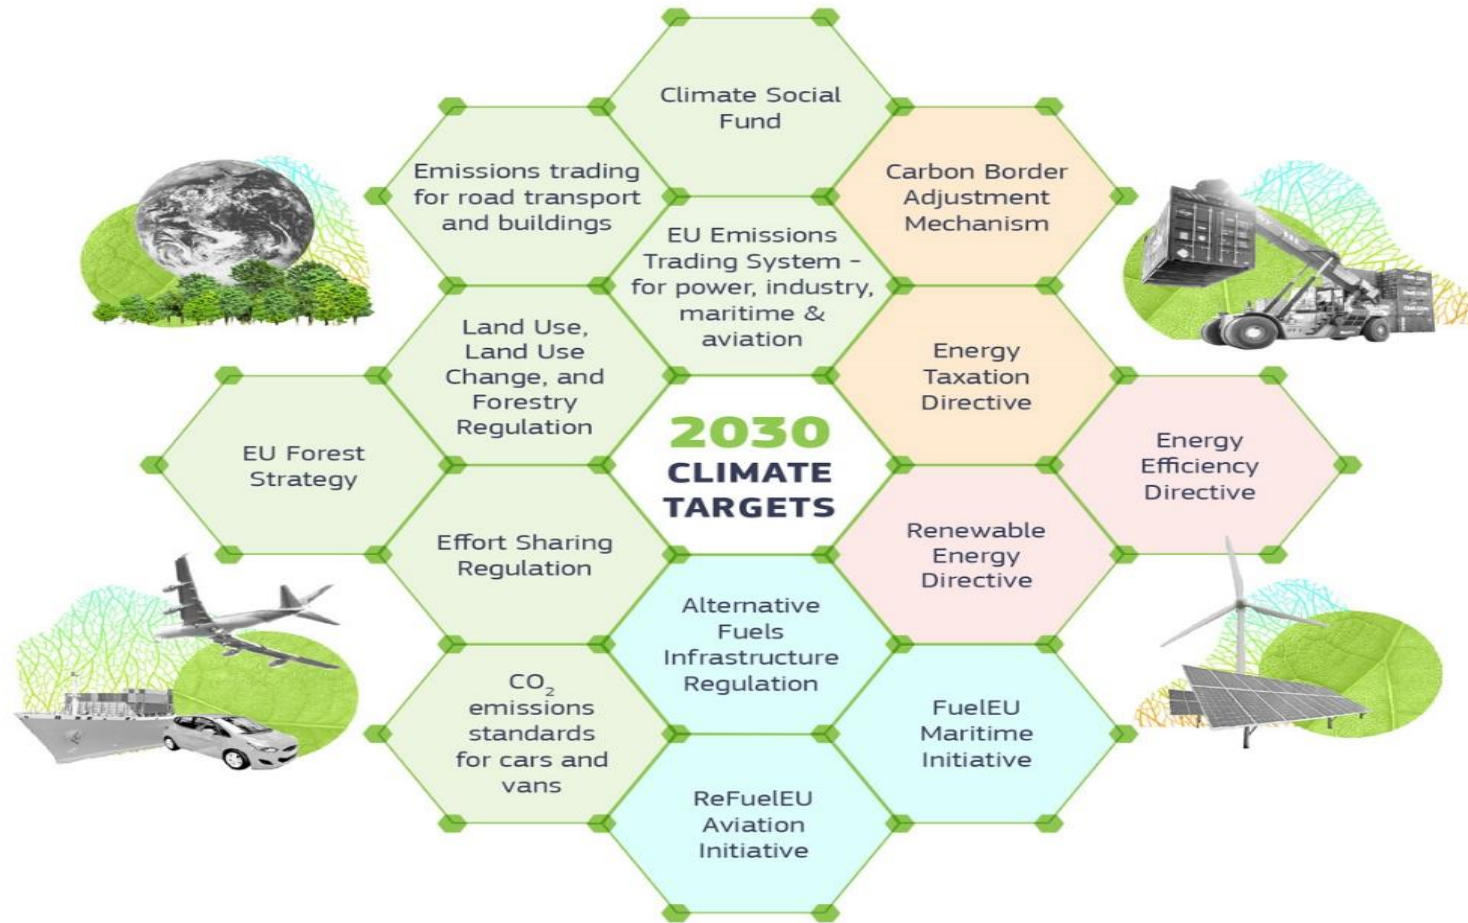 Climate Social
Fund
Emissions trading
for road transport
and buildings
Carbon Border
Adjustment
Mechanism
EU Emissions
Trading System -
for power, industry,
maritime &
aviation
Land Use,
Land Use
Change, and
Forestry
Regulation
Energy
Taxation
Directive
EU Forest
Strategy
2030
CLIMATE
TARGETS
Energy
Efficiency
Directive
Effort Sharing
Regulation
Renewable
Energy
Directive
Alternative
Fuels
Infrastructure
Regulation
CO₂
emissions
standards
for cars and
vans
FuelEU
Maritime
Initiative
ReFuelEU
Aviation
Initiative